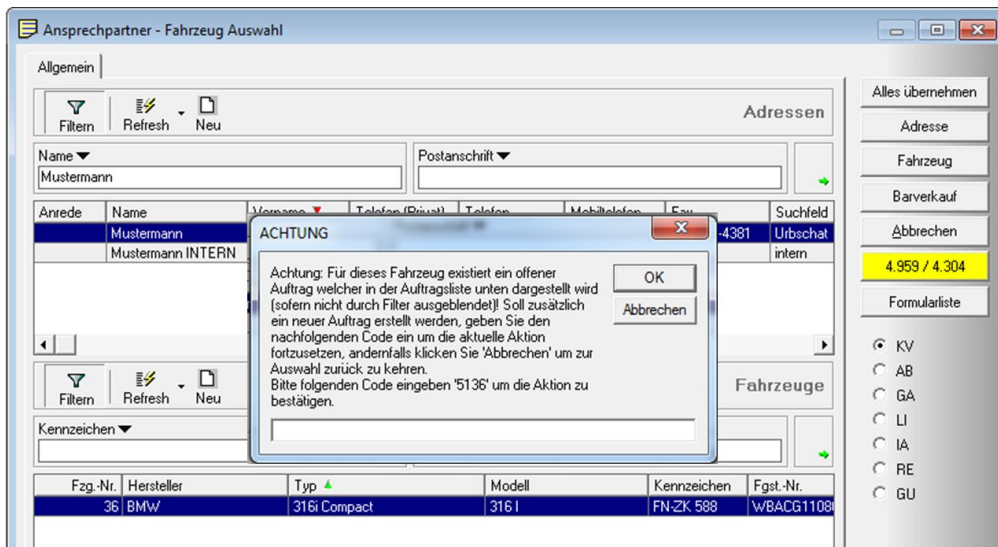 Ansprechpartner - Fahrzeug Auswahl
Allgemein
Filtern Refresh Neu Adressen
Name Postanschrift
Mustermann
Anrede Name Vorname Telefon (Privat) Telefon Mobiltelefon Fax Suchfeld
Mustermann -4381 Urbschat
Mustermann INTERN intern
ACHTUNG
Achtung: Für dieses Fahrzeug existiert ein offener
Auftrag welcher in der Auftragsliste unten dargestellt wird
(sofern nicht durch Filter ausgeblendet)! Soll zusätzlich
ein neuer Auftrag erstellt werden, geben Sie den
nachfolgenden Code ein um die aktuelle Aktion
fortzusetzen, andernfalls klicken Sie 'Abbrechen' um zur
Auswahl zurück zu kehren.
Bitte folgenden Code eingeben '5136' um die Aktion zu
bestätigen.
OK
Abbrechen
Filtern Refresh Neu Fahrzeuge
Kennzeichen
Fzg.-Nr. Hersteller Typ Modell Kennzeichen Fgst.-Nr.
36 BMW 316i Compact 316 I FN-ZK 588 WBACG1108
Alles übernehmen
Adresse
Fahrzeug
Barverkauf
Abbrechen
4.959 / 4.304
Formularliste
KV
AB
GA
LI
IA
RE
GU